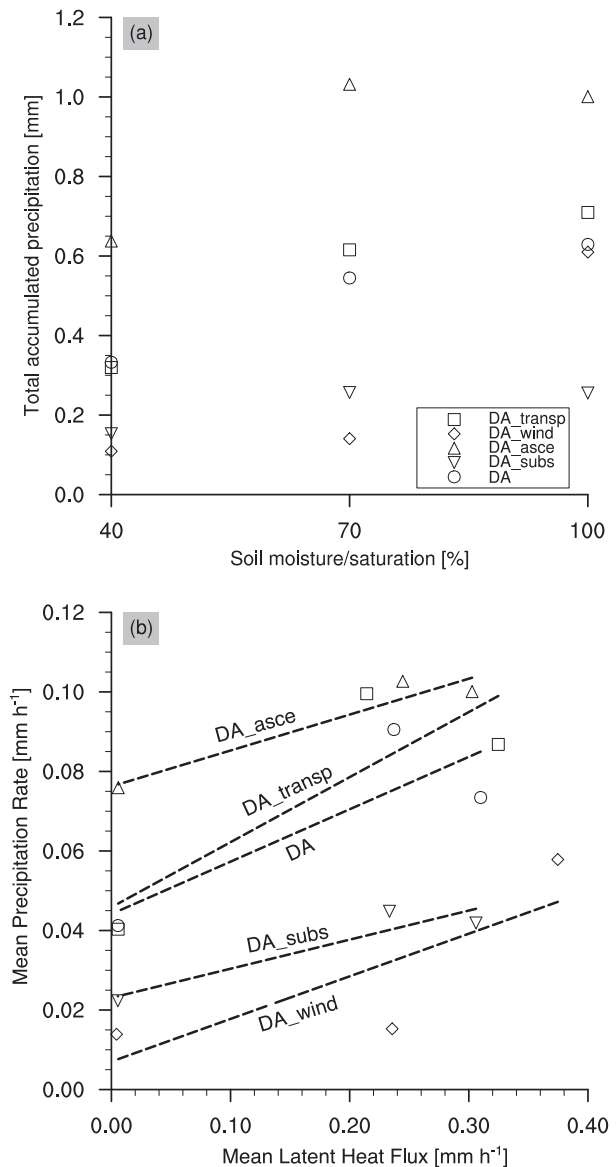 (a)
Total accumulated precipitation [mm]
1.2
1.0
0.8
0.6
0.4
0.2
0.0
DA_transp
DA_wind
DA_asce
DA_subs
DA
40 70 100
Soil moisture/saturation [%]
(b)
Mean Precipitation Rate [mm h⁻¹]
0.12
0.10
0.08
0.06
0.04
0.02
0.00
DA_asce
DA_transp
DA
DA_subs
DA_wind
0.00 0.10 0.20 0.30 0.40
Mean Latent Heat Flux [mm h⁻¹]